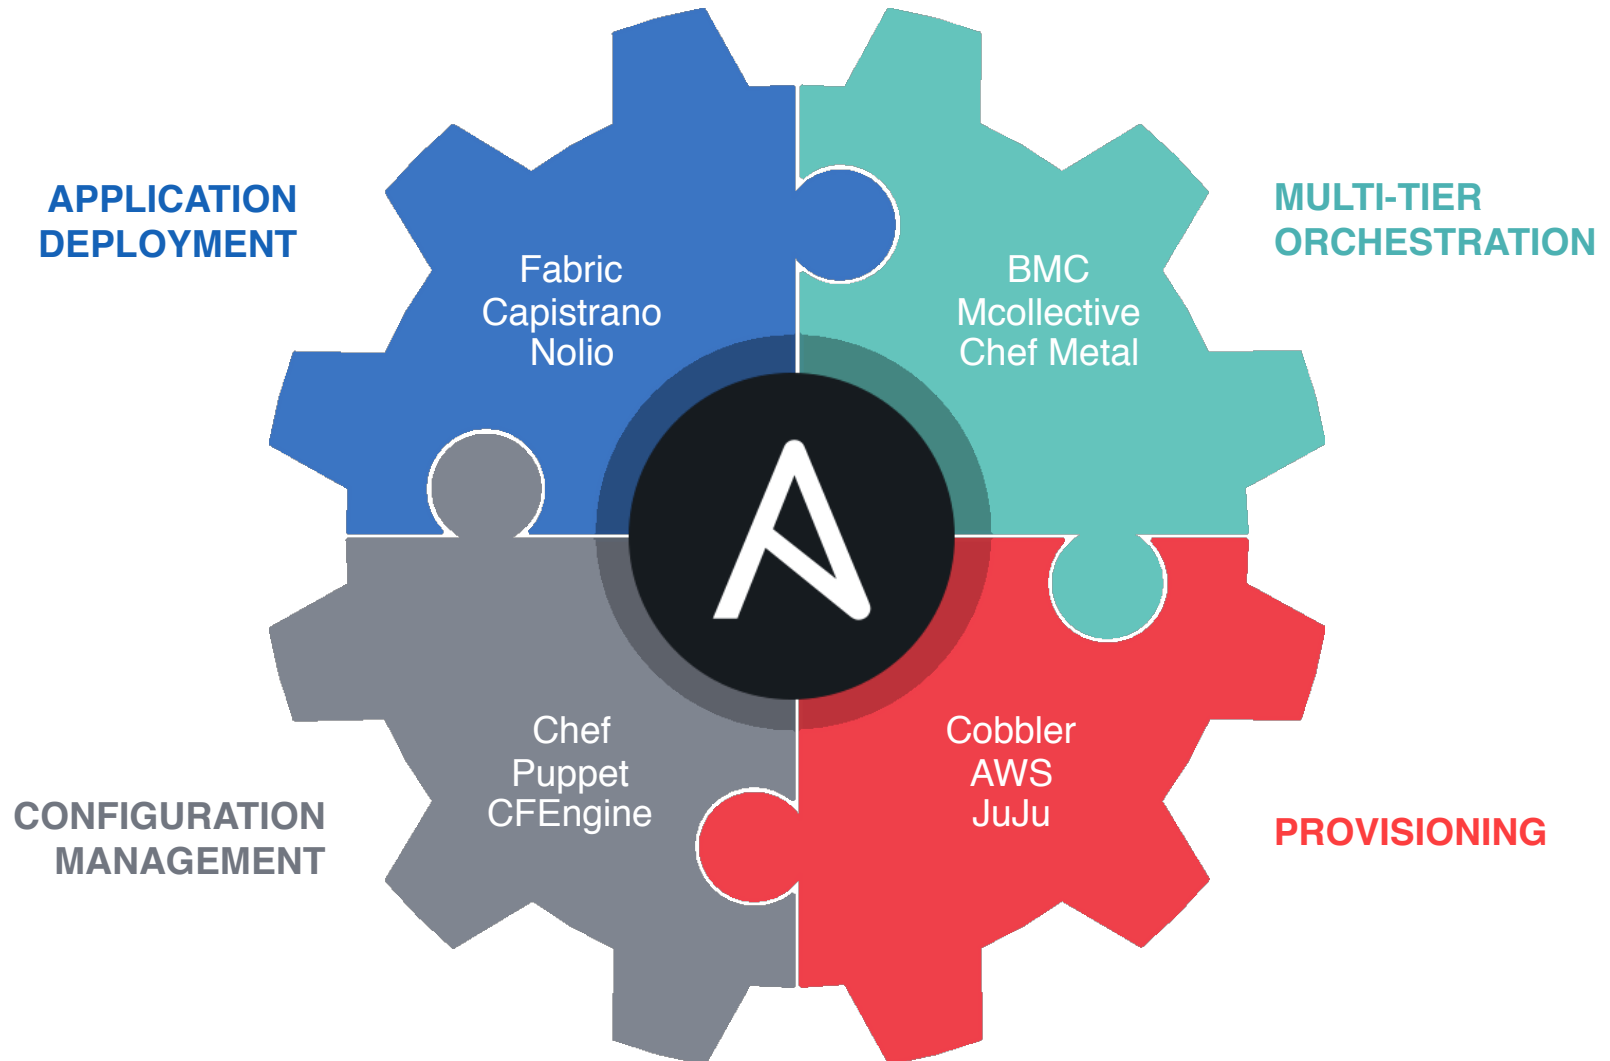 APPLICATION
DEPLOYMENT
Fabric
Capistrano
Nolio
MULTI-TIER
ORCHESTRATION
BMC
Mcollective
Chef Metal
CONFIGURATION
MANAGEMENT
Chef
Puppet
CFEngine
Cobbler
AWS
JuJu
PROVISIONING